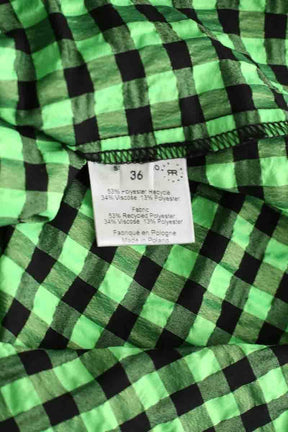 36
53% Polyester Recyclé
34% Viscose 13% Polyester
Fabric
53% Recycled Polyester
34% Viscose 13% Polyester
Fabriqué en Pologne
Made in Poland